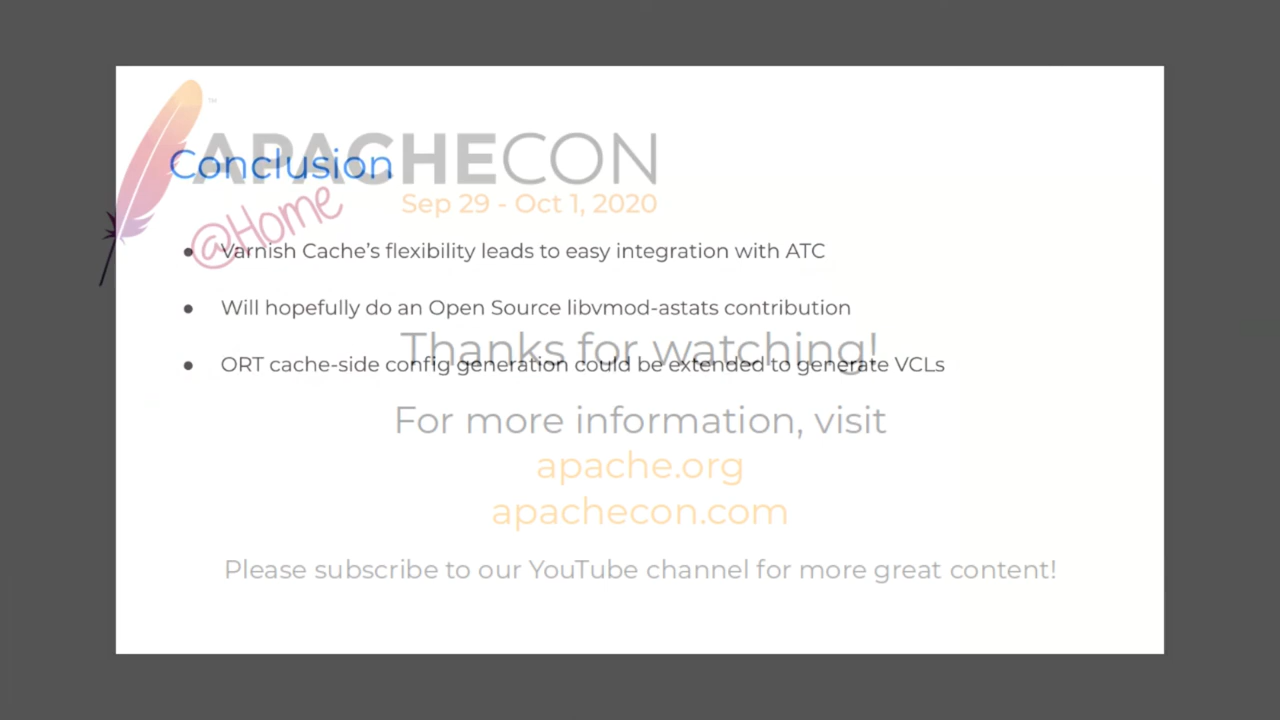 APACHECON
Conclusion
@Home
Sep 29 - Oct 1, 2020
● Varnish Cache's flexibility leads to easy integration with ATC
● Will hopefully do an Open Source libvmod-astats contribution
Thanks for watching!
● ORT cache-side config generation could be extended to generate VCLs
For more information, visit
apache.org
apachecon.com
Please subscribe to our YouTube channel for more great content!